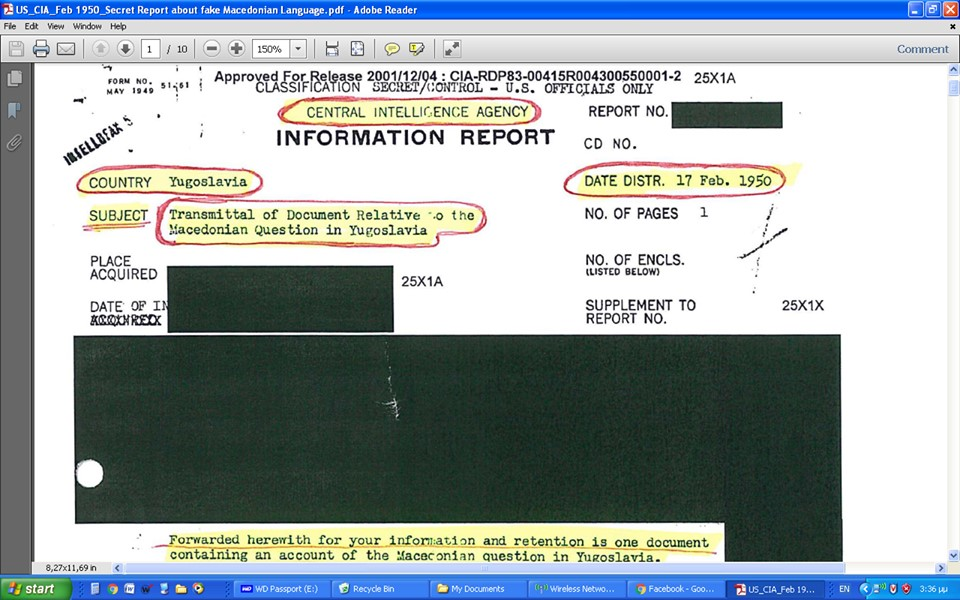 US_CIA_Feb 1950_Secret Report about fake Macedonian Language.pdf - Adobe Reader
File Edit View Window Help
1 / 10 150% Comment
FORM NO. 51-61
MAY 1949
Approved For Release 2001/12/04 : CIA-RDP83-00415R004300550001-2 25X1A
CLASSIFICATION SECRET/CONTROL - U.S. OFFICIALS ONLY
CENTRAL INTELLIGENCE AGENCY
REPORT NO.
INFORMATION REPORT
CD NO.
INTELLOFAX 5
COUNTRY Yugoslavia
DATE DISTR. 17 Feb. 1950
SUBJECT Transmittal of Document Relative to the
Macedonian Question in Yugoslavia
NO. OF PAGES 1
PLACE
ACQUIRED
25X1A
NO. OF ENCLS.
(LISTED BELOW)
DATE OF IN
SUPPLEMENT TO
REPORT NO.
25X1X
Forwarded herewith for your information and retention is one document
containing an account of the Macedonian question in Yugoslavia.
8,27x11,69 in
start
WD Passport (E:)
Recycle Bin
My Documents
Wireless Netwo...
Facebook - Goo...
US_CIA_Feb 1950_...
EN
3:36 μμ